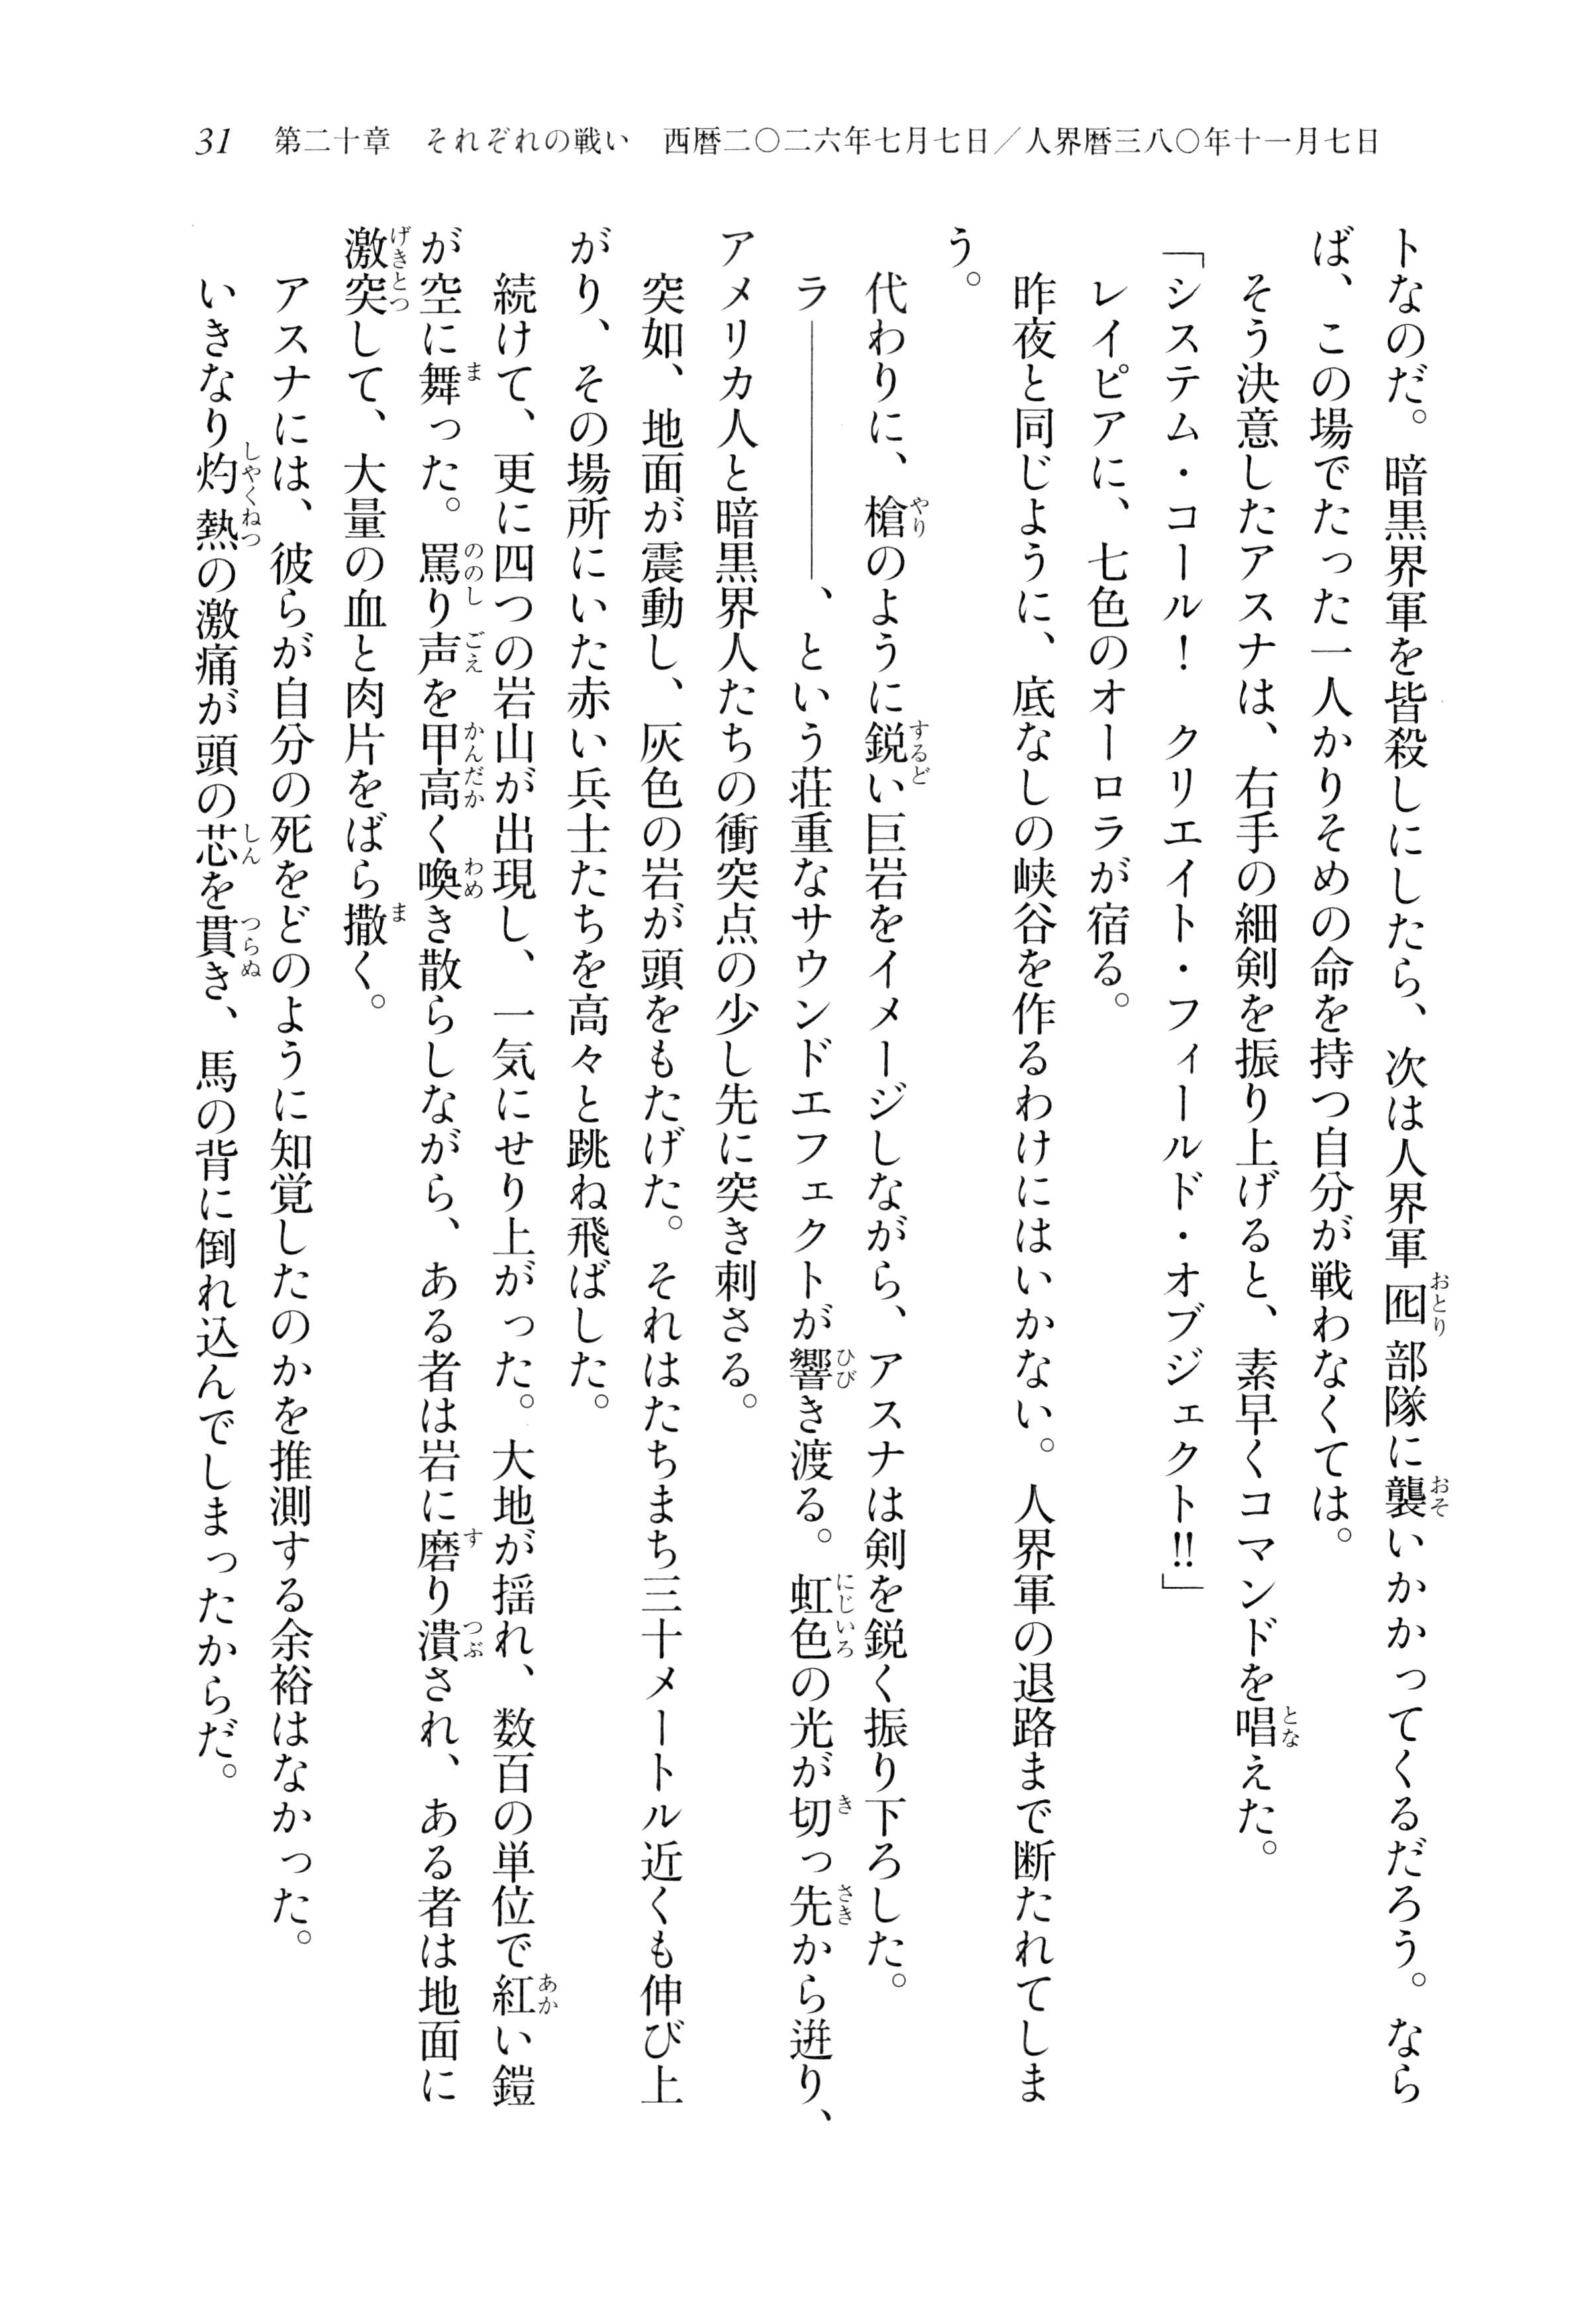 31　第二十章　それぞれの戦い　西暦二〇二六年七月七日／人界暦三八〇年十一月七日
トなのだ。暗黒界軍を皆殺しにしたら、次は人界軍囮部隊に襲いかかってくるだろう。なら
ば、この場でたった一人かりそめの命を持つ自分が戦わなくては。
　そう決意したアスナは、右手の細剣を振り上げると、素早くコマンドを唱えた。
「システム・コール！　クリエイト・フィールド・オブジェクト!!」
　レイピアに、七色のオーロラが宿る。
　昨夜と同じように、底なしの峡谷を作るわけにはいかない。人界軍の退路まで断たれてしま
う。
　代わりに、槍のように鋭い巨岩をイメージしながら、アスナは剣を鋭く振り下ろした。
　ラ――――――、という荘重なサウンドエフェクトが響き渡る。虹色の光が切っ先から迸り、
アメリカ人と暗黒界人たちの衝突点の少し先に突き刺さる。
　突如、地面が震動し、灰色の岩が頭をもたげた。それはたちまち三十メートル近くも伸び上
がり、その場所にいた赤い兵士たちを高々と跳ね飛ばした。
　続けて、更に四つの岩山が出現し、一気にせり上がった。大地が揺れ、数百の単位で紅い鎧
が空に舞った。罵り声を甲高く喚き散らしながら、ある者は岩に磨り潰され、ある者は地面に
激突して、大量の血と肉片をばら撒く。
　アスナには、彼らが自分の死をどのように知覚したのかを推測する余裕はなかった。
　いきなり灼熱の激痛が頭の芯を貫き、馬の背に倒れ込んでしまったからだ。